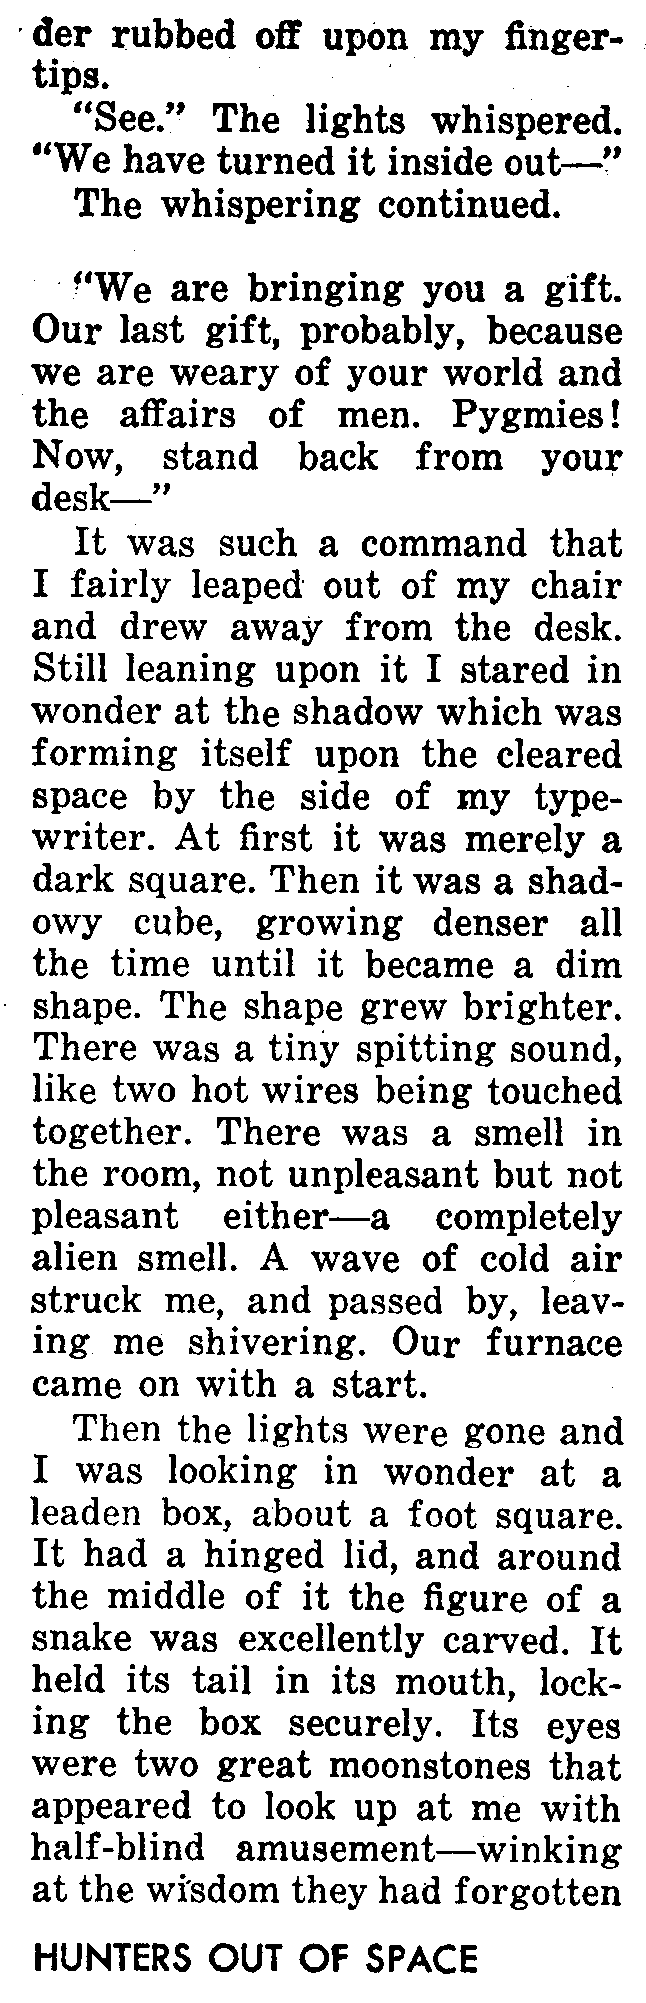 der rubbed off upon my finger-
tips.
“See.” The lights whispered.
“We have turned it inside out—”
The whispering continued.
“We are bringing you a gift.
Our last gift, probably, because
we are weary of your world and
the affairs of men. Pygmies!
Now, stand back from your
desk—”
It was such a command that
I fairly leaped out of my chair
and drew away from the desk.
Still leaning upon it I stared in
wonder at the shadow which was
forming itself upon the cleared
space by the side of my type-
writer. At first it was merely a
dark square. Then it was a shad-
owy cube, growing denser all
the time until it became a dim
shape. The shape grew brighter.
There was a tiny spitting sound,
like two hot wires being touched
together. There was a smell in
the room, not unpleasant but not
pleasant either—a completely
alien smell. A wave of cold air
struck me, and passed by, leav-
ing me shivering. Our furnace
came on with a start.
Then the lights were gone and
I was looking in wonder at a
leaden box, about a foot square.
It had a hinged lid, and around
the middle of it the figure of a
snake was excellently carved. It
held its tail in its mouth, lock-
ing the box securely. Its eyes
were two great moonstones that
appeared to look up at me with
half-blind amusement—winking
at the wisdom they had forgotten
HUNTERS OUT OF SPACE